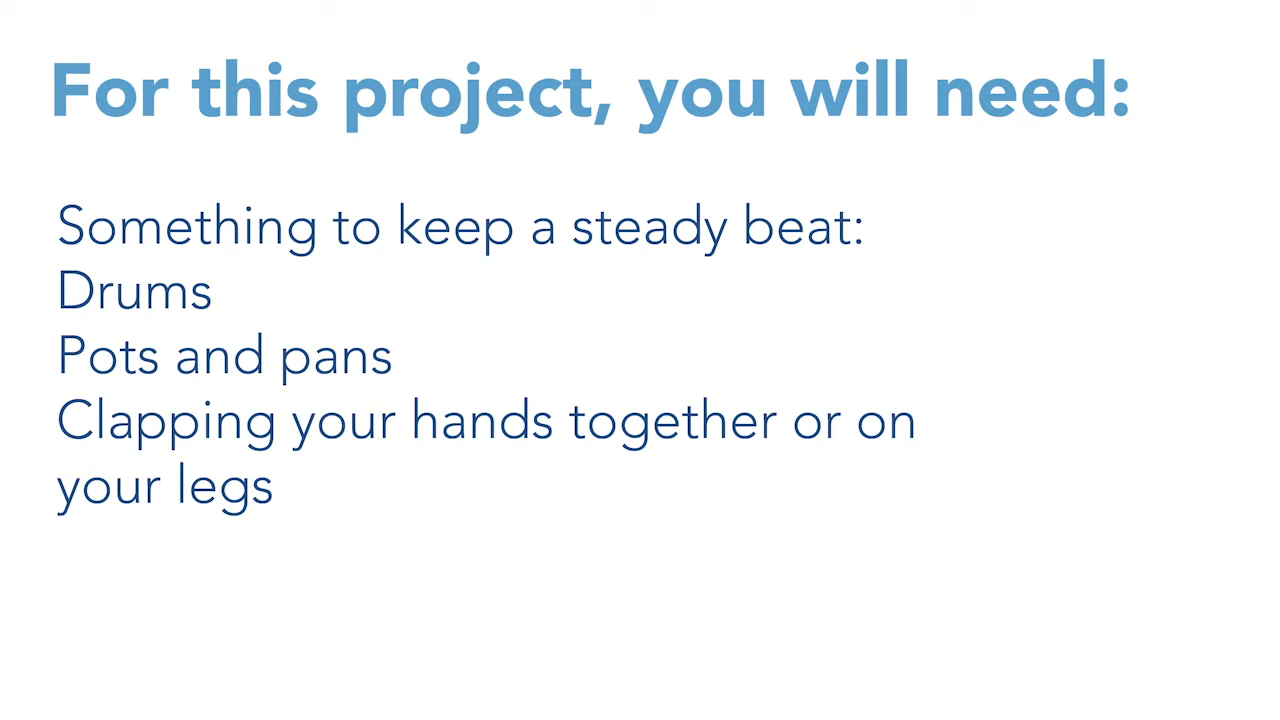 For this project, you will need:
Something to keep a steady beat:
Drums
Pots and pans
Clapping your hands together or on
your legs